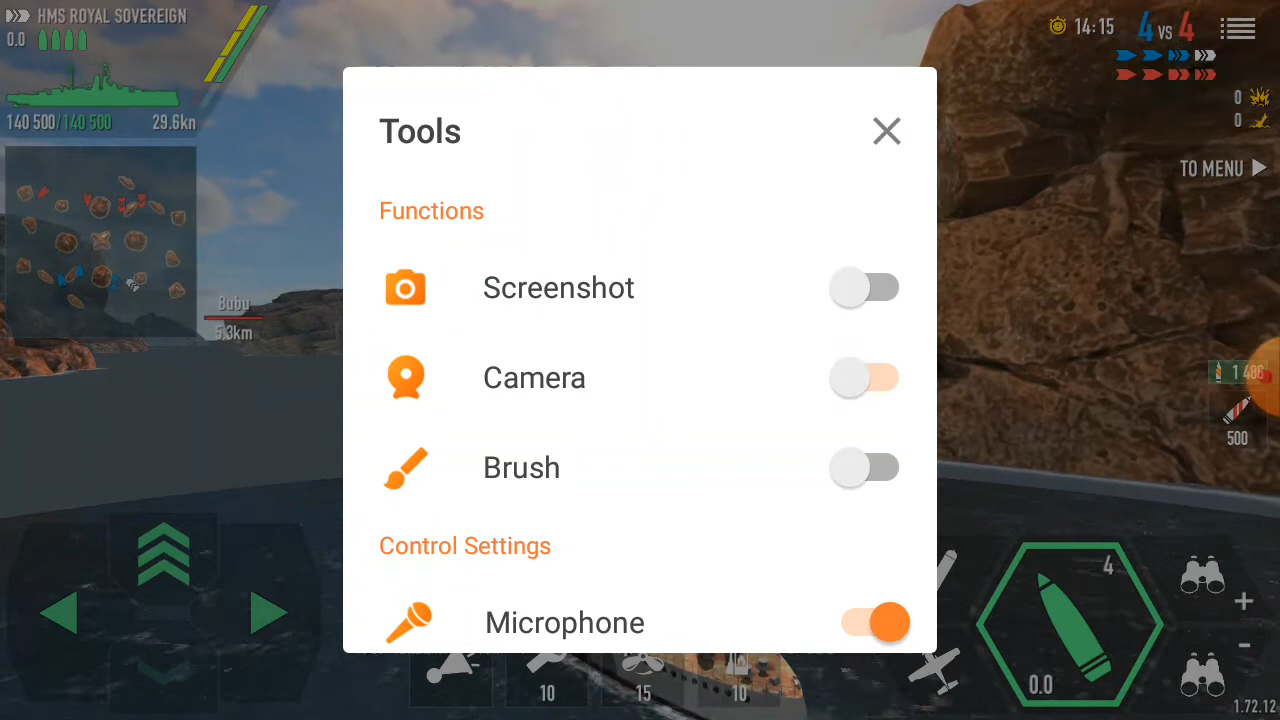 HMS ROYAL SOVEREIGN
0.0
140 500/140 500 29.6kn
14:15 4 vs 4
0
0
TO MENU
Bubu
5.3km
Tools
Functions
Screenshot
Camera
Brush
Control Settings
Microphone
1 486
500
4
0.0
+
-
10
15
10
1.72.12